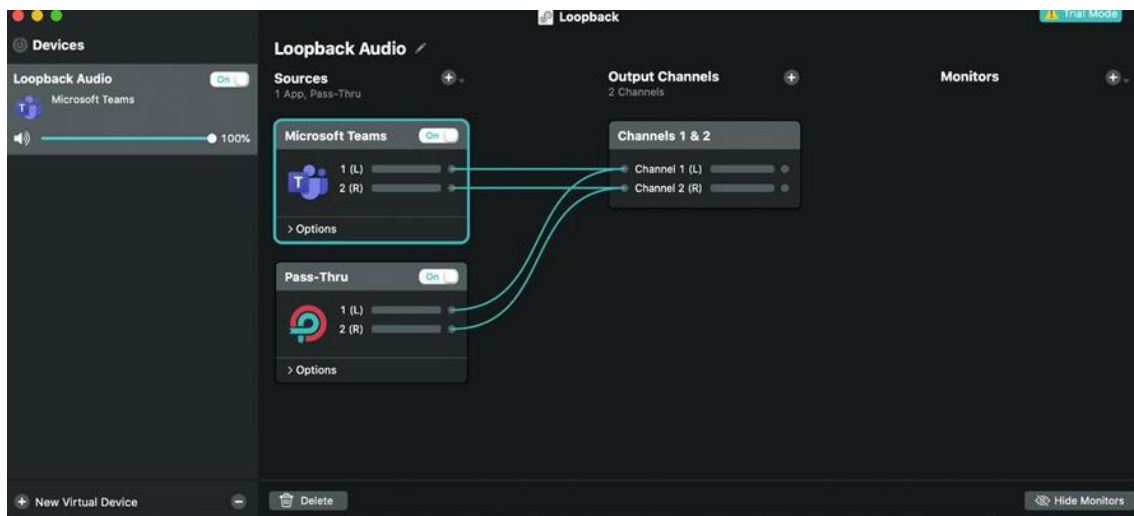 Loopback
Trial Mode
Devices
Loopback Audio
On
Microsoft Teams
100%
New Virtual Device
Loopback Audio
Sources
1 App, Pass-Thru
Output Channels
2 Channels
Monitors
Microsoft Teams
On
T
1 (L)
2 (R)
> Options
Pass-Thru
On
1 (L)
2 (R)
> Options
Channels 1 & 2
Channel 1 (L)
Channel 2 (R)
Delete
Hide Monitors